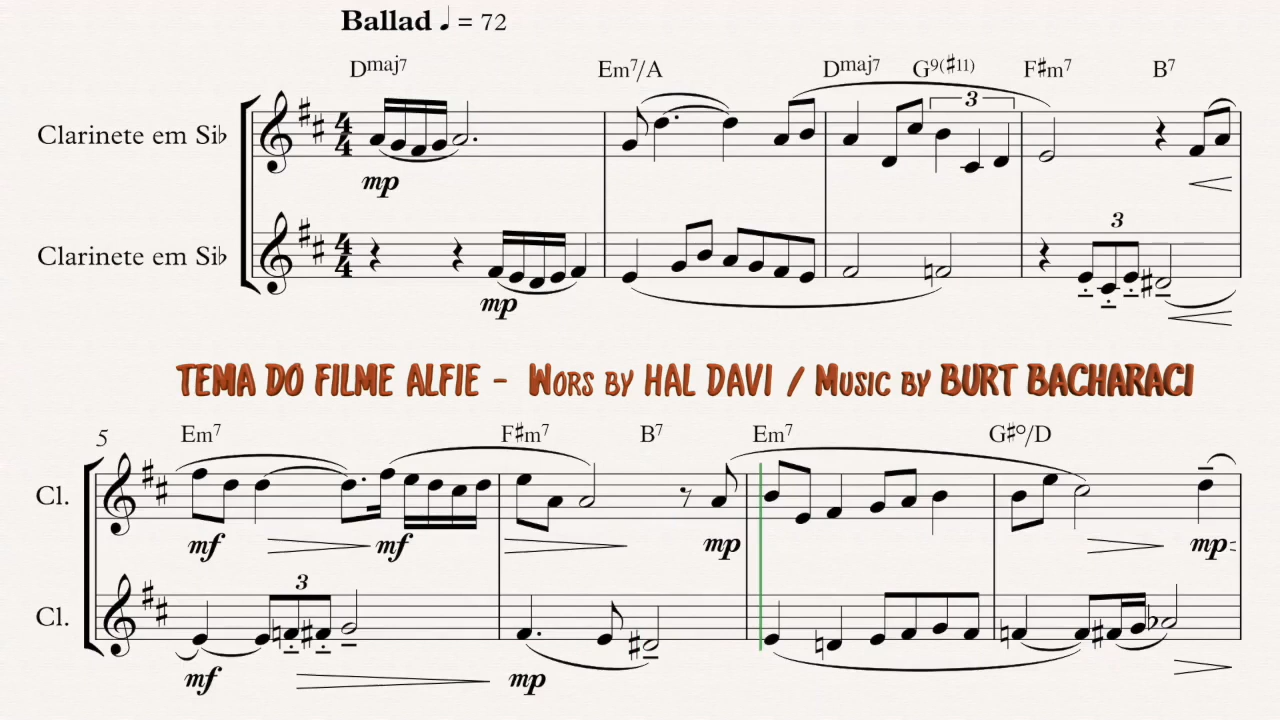 Ballad ♩ = 72
Dmaj7 Em7/A Dmaj7 G9(♯11) F♯m7 B7
3
Clarinete em Si♭
mp
3
Clarinete em Si♭
mp
TEMA DO FILME ALFIE - WORS BY HAL DAVI / MUSIC BY BURT BACHARACI
5 Em7 F♯m7 B7 Em7 G♯°/D
Cl.
mf mf mp mp
3
Cl.
mf mp